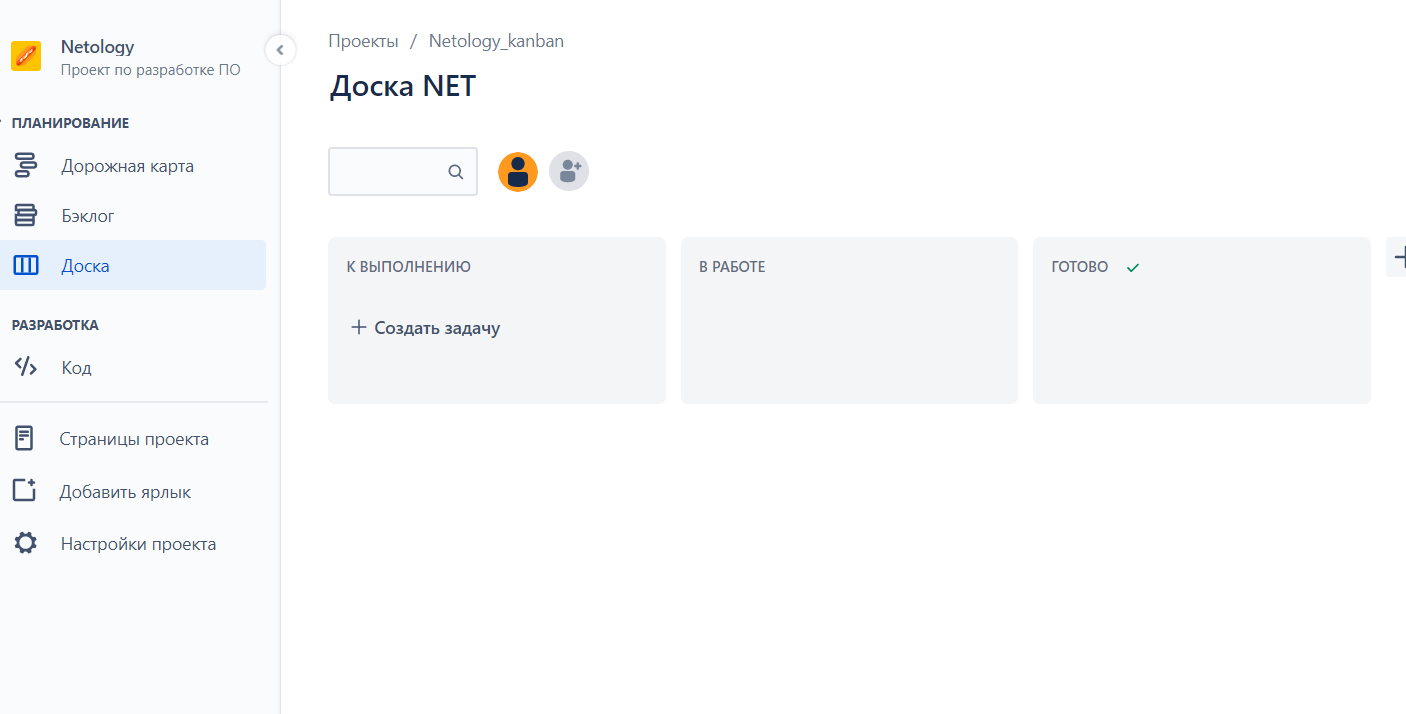 Netology
Проект по разработке ПО
ПЛАНИРОВАНИЕ
Дорожная карта
Бэклог
Доска
РАЗРАБОТКА
Код
Страницы проекта
Добавить ярлык
Настройки проекта
Проекты / Netology_kanban
Доска NET
К ВЫПОЛНЕНИЮ
+ Создать задачу
В РАБОТЕ
ГОТОВО